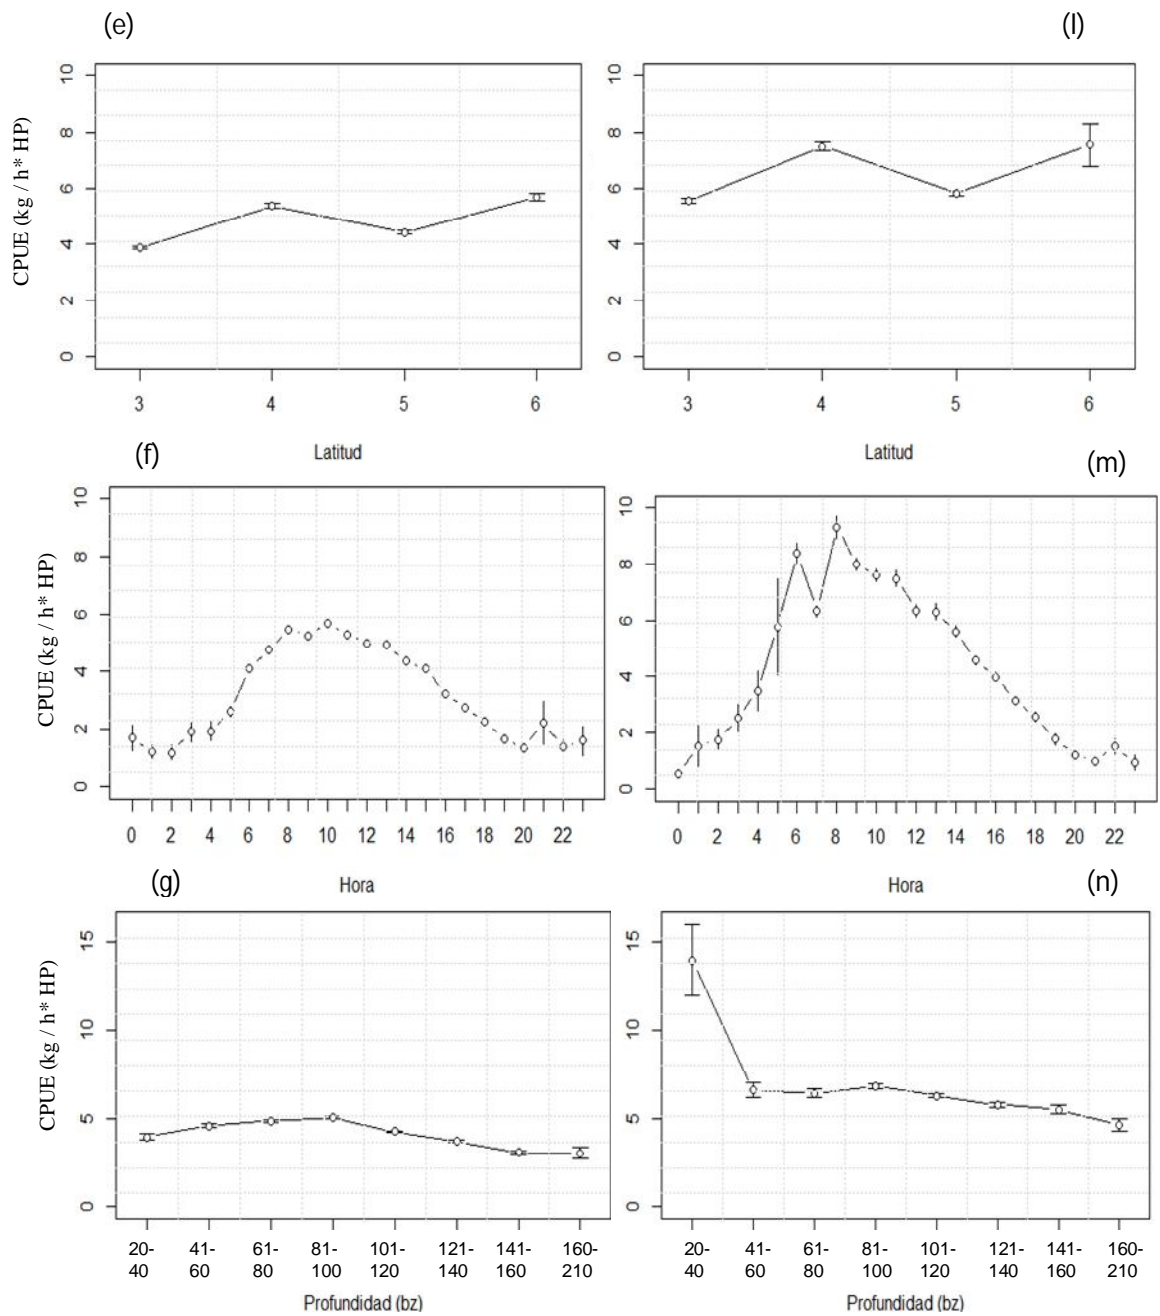 (e) (l)
CPUE (kg / h* HP)
10 10
8 8
6 6
4 4
2 2
0 0
3 4 5 6 3 4 5 6
Latitud Latitud
(f) (m)
CPUE (kg / h* HP)
10 10
8 8
6 6
4 4
2 2
0 0
0 2 4 6 8 10 12 14 16 18 20 22 0 2 4 6 8 10 12 14 16 18 20 22
Hora Hora
(g) (n)
CPUE (kg / h* HP)
15 15
10 10
5 5
0 0
20- 41- 61- 81- 101- 121- 141- 160- 20- 41- 61- 81- 101- 121- 141- 160-
40 60 80 100 120 140 160 210 40 60 80 100 120 140 160 210
Profundidad (bz) Profundidad (bz)